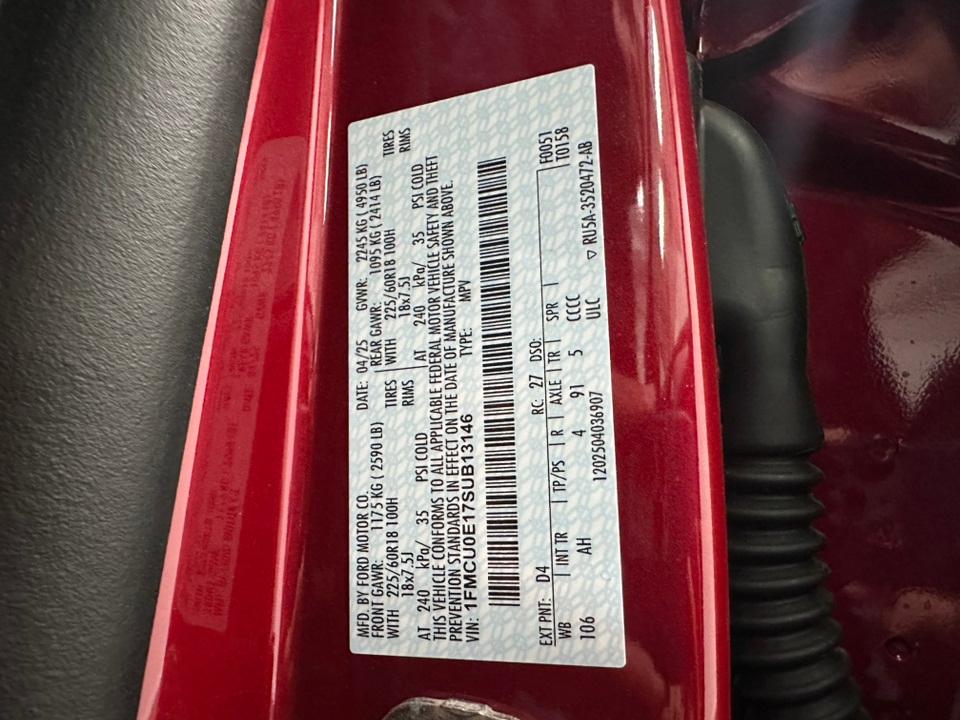 MFD. BY FORD MOTOR CO. DATE: 04/25 GVWR: 2245 KG ( 4950 LB)
FRONT GAWR: 1175 KG ( 2590 LB) REAR GAWR: 1095 KG ( 2414 LB)
WITH 225/60R18 100H TIRES WITH 225/60R18 100H TIRES
18x7.5J RIMS 18x7.5J RIMS
AT 240 kPa/ 35 PSI COLD AT 240 kPa/ 35 PSI COLD
THIS VEHICLE CONFORMS TO ALL APPLICABLE FEDERAL MOTOR VEHICLE SAFETY AND THEFT
PREVENTION STANDARDS IN EFFECT ON THE DATE OF MANUFACTURE SHOWN ABOVE.
VIN: 1FMCU0E17SUB13146 TYPE: MPV
EXT PNT: D4 RC: 27 DSO: F0051
WB INT TR TP/PS R AXLE TR SPR T0158
106 AH 4 91 5 CCCC
ULC
120250403690​7 ▽ RU5A-3520472-AB